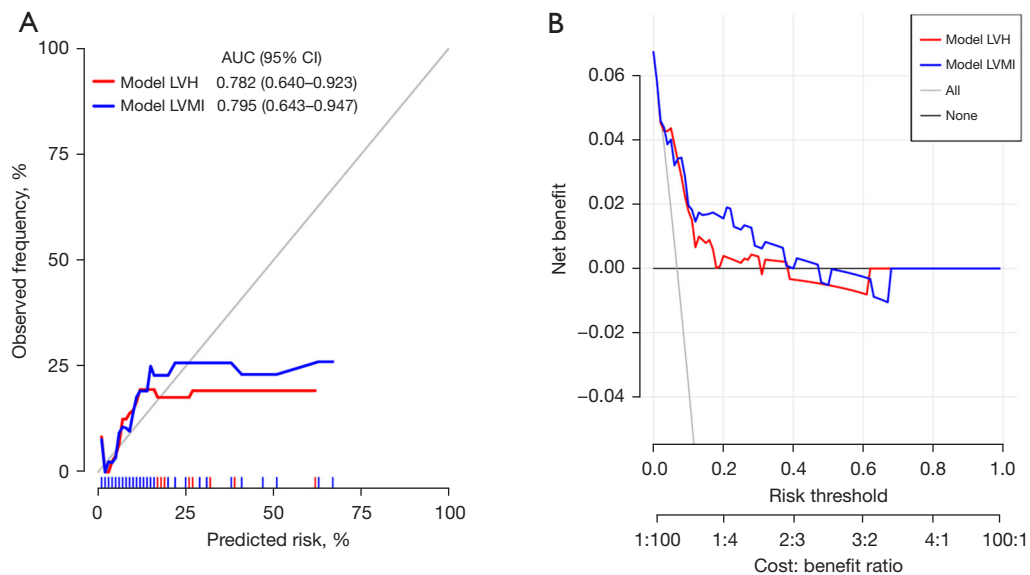 A
AUC (95% CI)
Model LVH 0.782 (0.640–0.923)
Model LVMI 0.795 (0.643–0.947)
100
75
50
25
0
Observed frequency, %
0 25 50 75 100
Predicted risk, %
B
Model LVH
Model LVMI
All
None
0.06
0.04
0.02
0.00
−0.02
−0.04
Net benefit
0.0 0.2 0.4 0.6 0.8 1.0
Risk threshold
1:100 1:4 2:3 3:2 4:1 100:1
Cost: benefit ratio